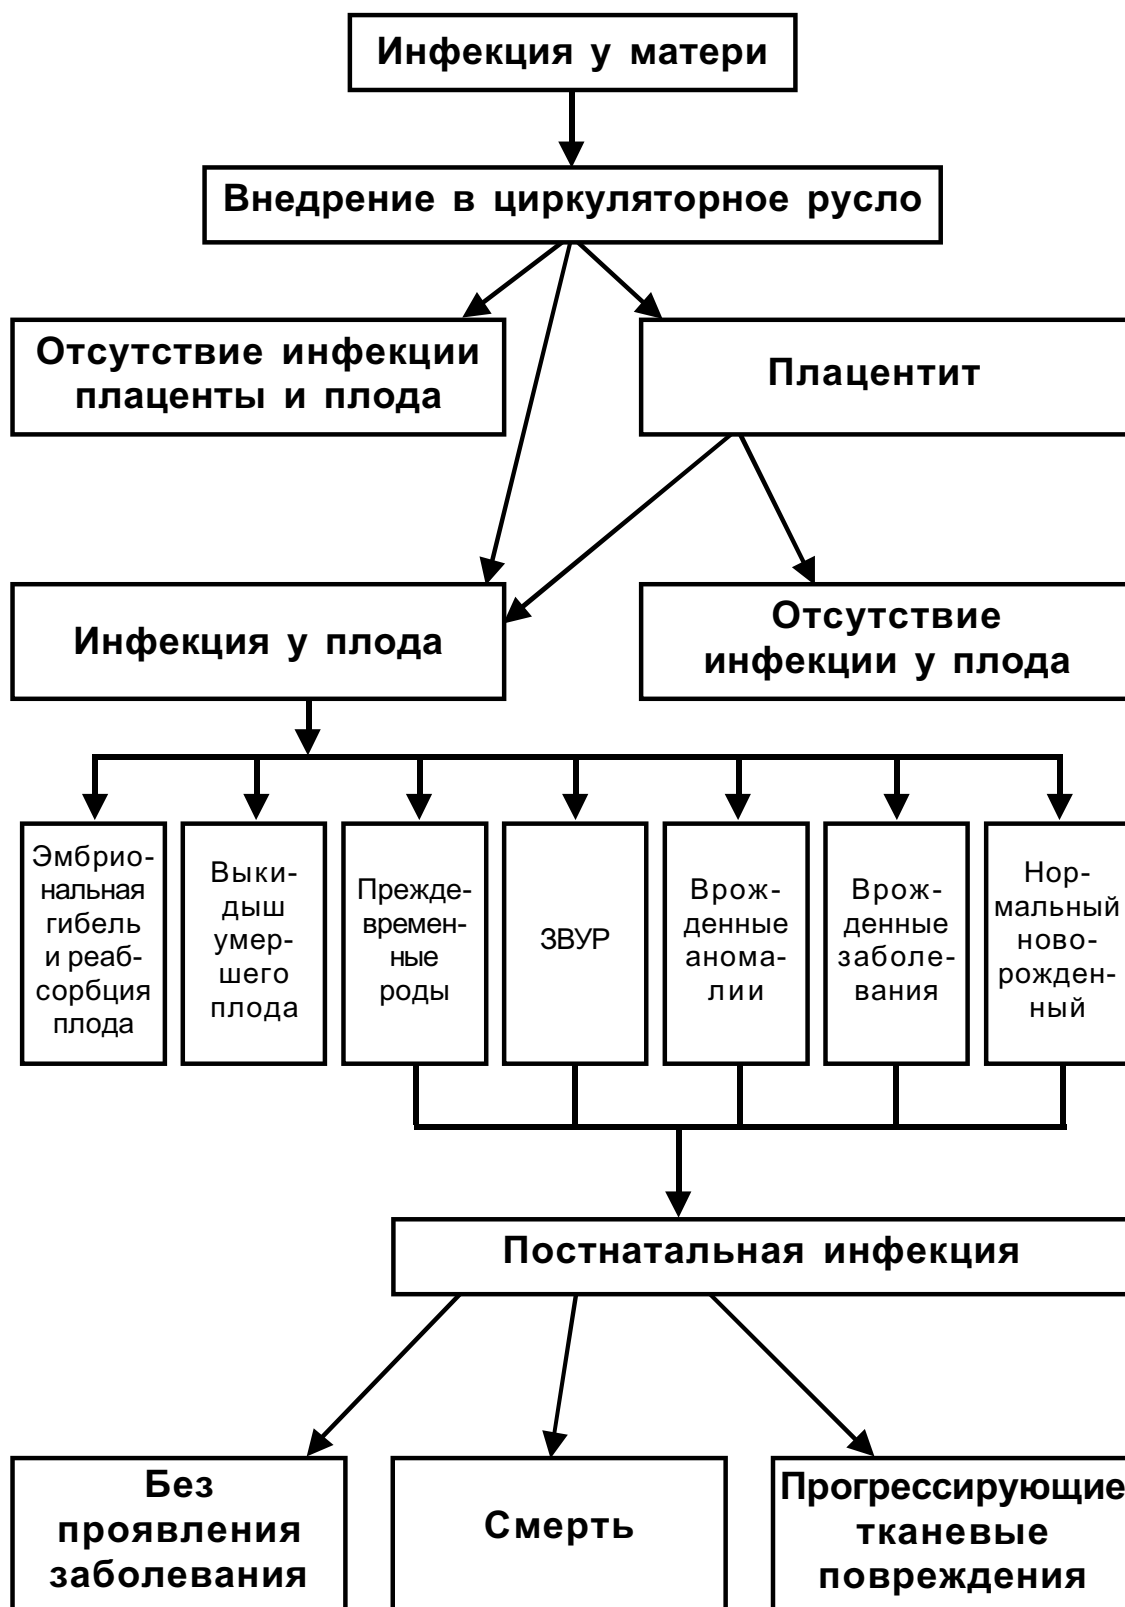 Инфекция у матери
Внедрение в циркуляторное русло
Отсутствие инфекции
плаценты и плода
Плацентит
Инфекция у плода
Отсутствие
инфекции у плода
Эмбрио-
нальная
гибель
и реаб-
сорбция
плода
Выки-
дыш
умер-
шего
плода
Прежде-
времен-
ные
роды
ЗВУР
Врож-
денные
анома-
лии
Врож-
денные
заболе-
вания
Нор-
мальный
ново-
рожден-
ный
Постнатальная инфекция
Без
проявления
заболевания
Смерть
Прогрессирующие
тканевые
повреждения